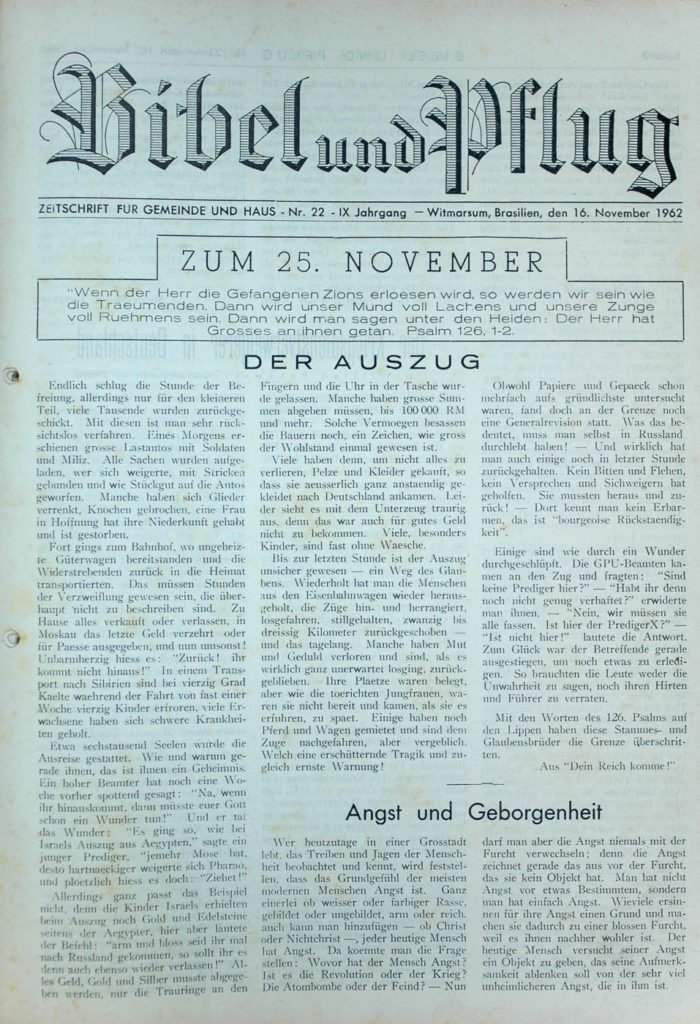 Bibel und Pflug
ZEITSCHRIFT FÜR GEMEINDE UND HAUS - Nr. 22 - IX Jahrgang — Witmarsum, Brasilien, den 16. November 1962
ZUM 25. NOVEMBER
"Wenn der Herr die Gefangenen Zions erloesen wird, so werden wir sein wie
die Traeumenden. Dann wird unser Mund voll Lachens und unsere Zunge
voll Ruehmens sein. Dann wird man sagen unter den Heiden: Der Herr hat
Grosses an ihnen getan. Psalm 126, 1-2.
DER AUSZUG
Endlich schlug die Stunde der Be-
freiung, allerdings nur für den kleineren
Teil, viele Tausende wurden zurückge-
schickt. Mit diesen ist man sehr rück-
sichtslos verfahren. Eines Morgens er-
schienen grosse Lastautos mit Soldaten
und Miliz. Alle Sachen wurden aufge-
laden, wer sich weigerte, mit Stricken
gebunden und wie Stückgut auf die Autos
geworfen. Manche haben sich Glieder
verrenkt, Knochen gebrochen, eine Frau
in Hoffnung hat ihre Niederkunft gehabt
und ist gestorben.
Fort gings zum Bahnhof, wo ungeheiz-
te Güterwagen bereitstanden und die
Widerstrebenden zurück in die Heimat
transportierten. Das müssen Stunden
der Verzweiflung gewesen sein, die über-
haupt nicht zu beschreiben sind. Zu
Hause alles verkauft oder verlassen, in
Moskau das letzte Geld verzehrt oder
für Paesse ausgegeben, und nun umsonst!
Unbarmherzig hiess es: "Zurück! ihr
kommt nicht hinaus!" In einem Trans-
port nach Sibirien sind bei vierzig Grad
Kaelte waehrend der Fahrt von fast einer
Woche vierzig Kinder erfroren, viele Er-
wachsene haben sich schwere Krankhei-
ten geholt.
Etwa sechstausend Seelen wurde die
Ausreise gestattet. Wie und warum ge-
rade ihnen, das ist ihnen ein Geheimnis.
Ein hoher Beamter hat noch eine Wo-
che vorher spottend gesagt: "Na, wenn
ihr hinauskommt, dann müsste euer Gott
schon ein Wunder tun!" Und er tat
das Wunder; "Es ging so, wie bei
Israels Auszug aus Aegypten," sagte ein
junger Prediger, "jemehr Mose bat,
desto hartnaeckiger weigerte sich Pharao,
und ploetzlich hiess es doch: "Ziehet!"
Allerdings ganz passt das Beispiel
nicht, denn die Kinder Israels erhielten
beim Auszug noch Gold und Edelsteine
seitens der Aegypter, hier aber lautete
der Befehl: "arm und bloss seid ihr mal
nach Russland gekommen, so sollt ihr es
denn auch ebenso wieder verlassen!" Al-
les Geld, Gold und Silber musste abgege-
ben werden, nur die Trauringe an den
Fingern und die Uhr in der Tasche wur-
de gelassen. Manche haben grosse Sum-
men abgeben müssen, bis 100 000 RM
und mehr. Solche Vermoegen besassen
die Bauern noch, ein Zeichen, wie gross
der Wohlstand einmal gewesen ist.
Viele haben denn, um nicht alles zu
verlieren, Pelze und Kleider gekauft, so
dass sie aeusserlich ganz anstaendig ge-
kleidet nach Deutschland ankamen. Lei-
der sieht es mit dem Unterzeug traurig
aus, denn das war auch für gutes Geld
nicht zu bekommen. Viele, besonders
Kinder, sind fast ohne Waesche.
Bis zur letzten Stunde ist der Auszug
unsicher gewesen — ein Weg des Glau-
bens. Wiederholt hat man die Menschen
aus den Eisenbahnwagen wieder heraus-
geholt, die Züge hin- und herrangiert,
losgefahren, stillgehalten, zwanzig bis
dreissig Kilometer zurückgeschoben —
und das tagelang. Manche haben Mut
und Geduld verloren und sind, als es
wirklich ganz unerwartet losging, zurück-
geblieben. Ihre Plaetze waren belegt,
aber wie die toerichten Jungfrauen, wa-
ren sie nicht bereit und kamen, als sie es
erfuhren, zu spaet. Einige haben noch
Pferd und Wagen gemietet und sind dem
Zuge nachgefahren, aber vergeblich.
Welch eine erschütternde Tragik und zu-
gleich ernste Warnung!
Obwohl Papiere und Gepaeck schon
mehrfach aufs gründlichste untersucht
waren, fand doch an der Grenze noch
eine Generalrevision statt. Was das be-
deutet, muss man selbst in Russland
durchlebt haben! — Und wirklich hat
man auch einige noch in letzter Stunde
zurückgehalten. Kein Bitten und Flehen,
kein Versprechen und Sichweigern hat
geholfen. Sie mussten heraus und zu-
rück! — Dort kennt man kein Erbar-
men, das ist "bourgeoise Rückstaendig-
keit".
Einige sind wie durch ein Wunder
durchgeschlüpft. Die GPU-Beamten ka-
men an den Zug und fragten: "Sind
keine Prediger hier?" — "Habt ihr denn
noch nicht genug verhaftet?" erwiderte
man ihnen. — "Nein, wir müssen sie
alle fassen. Ist hier der PredigerX?" —
"Ist nicht hier!" lautete die Antwort.
Zum Glück war der Betreffende gerade
ausgestiegen, um noch etwas zu erledi-
gen. So brauchten die Leute weder die
Unwahrheit zu sagen, noch ihren Hirten
und Führer zu verraten.
Mit den Worten des 126. Psalms auf
den Lippen haben diese Stammes- und
Glaubensbrüder die Grenze überschrit-
ten.
Aus "Dein Reich komme!"
Angst und Geborgenheit
Wer heutzutage in einer Grosstadt
lebt, das Treiben und Jagen der Mensch-
heit beobachtet und kennt, wird feststel-
len, dass das Grundgefühl der meisten
modernen Menschen Angst ist. Ganz
einerlei ob weisser oder farbiger Rasse,
gebildet oder ungebildet, arm oder reich,
auch kann man hinzufügen — ob Christ
oder Nichtchrist —, jeder heutige Mensch
hat Angst. Da koennte man die Frage
stellen: Wovor hat der Mensch Angst?
Ist es die Revolution oder der Krieg?
Die Atombombe oder der Feind? — Nun
darf man aber die Angst niemals mit der
Furcht verwechseln; denn die Angst
zeichnet gerade das aus vor der Furcht,
das sie kein Objekt hat. Man hat nicht
Angst vor etwas Bestimmtem, sondern
man hat einfach Angst. Wieviele ersin-
nen für ihre Angst einen Grund und ma-
chen sie dadurch zu einer blossen Furcht,
weil es ihnen nachher wohler ist. Der
heutige Mensch versucht seiner Angst
ein Objekt zu geben, das seine Aufmerk-
samkeit ablenken soll von der sehr viel
unheimlicheren Angst, die in ihm ist.